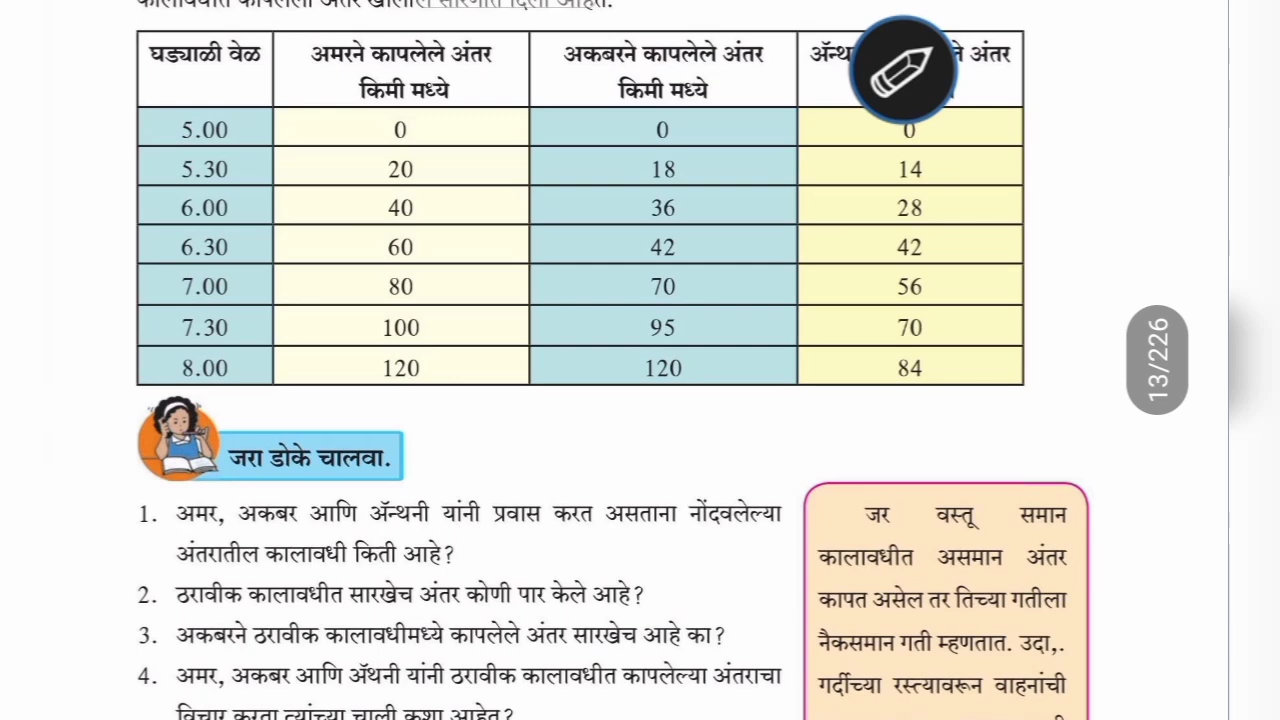 घड्याळी वेळ अमरने कापलेले अंतर किमी मध्ये अकबरने कापलेले अंतर किमी मध्ये अंतर
5.00 0 0 0
5.30 20 18 14
6.00 40 36 28
6.30 60 42 42
7.00 80 70 56
7.30 100 95 70
8.00 120 120 84
13/226
जरा डोके चालवा.
1. अमर, अकबर आणि ॲन्थनी यांनी प्रवास करत असताना नोंदवलेल्या
अंतरातील कालावधी किती आहे?
2. ठरावीक कालावधीत सारखेच अंतर कोणी पार केले आहे?
3. अकबरने ठरावीक कालावधीमध्ये कापलेले अंतर सारखेच आहे का?
4. अमर, अकबर आणि ॲथनी यांनी ठरावीक कालावधीत कापलेल्या अंतराचा
विचार करता त्यांच्या चाली कशा आहेत?
जर वस्तू समान
कालावधीत असमान अंतर
कापत असेल तर तिच्या गतीला
नैकसमान गती म्हणतात. उदा,.
गर्दीच्या रस्त्यावरून वाहनांची